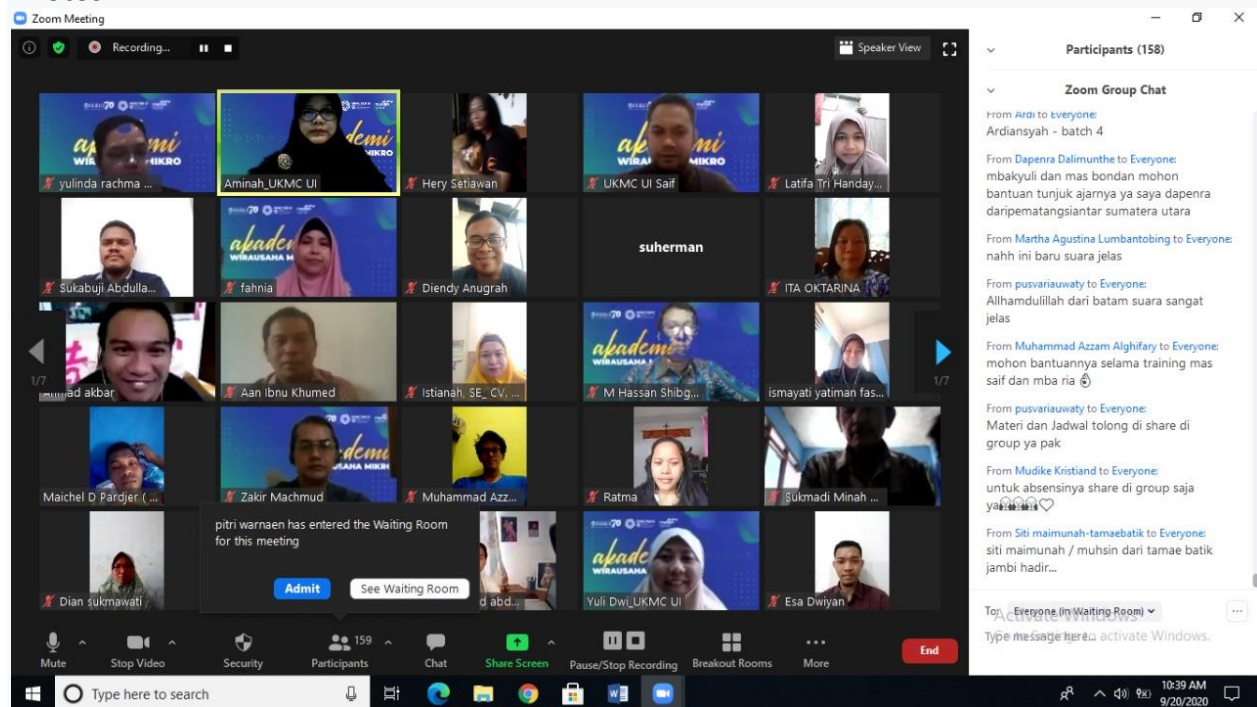 Zoom Meeting
Recording...
Speaker View
yulinda rachma ...
Aminah_UKMC UI
Hery Setiawan
UKMC UI Saif
Latifa Tri Handay...
Sukabuji Abdulla...
fahnia
Diendy Anugrah
suherman
ITA OKTARINA
1/7
ad akbar
Aan Ibnu Khumed
Istianah, SE_ CV. ...
M Hassan Shibg...
ismayati yatiman fas...
1/7
Maichel D Pardjer ( ...
Zakir Machmud
Muhammad Azz...
Ratma
Sukmadi Minah ...
Dian sukmawati
d abd...
Yuli Dwi_UKMC UI
Esa Dwiyan
akademi
WIRAUSAHA MIKRO
pitri warnaen has entered the Waiting Room
for this meeting
Admit
See Waiting Room
Mute
Stop Video
Security
Participants
159
Chat
Share Screen
Pause/Stop Recording
Breakout Rooms
More
End
Participants (158)
Zoom Group Chat
From Ardi to Everyone:
Ardiansyah - batch 4
From Dapenra Dalimunthe to Everyone:
mbakyuli dan mas bondan mohon
bantuan tunjuk ajarnya ya saya dapenra
daripematangsiantar sumatera utara
From Martha Agustina Lumbantobing to Everyone:
nahh ini baru suara jelas
From pusvariauwaty to Everyone:
Allhamdulillah dari batam suara sangat
jelas
From Muhammad Azzam Alghifary to Everyone:
mohon bantuannya selama training mas
saif dan mba ria
From pusvariauwaty to Everyone:
Materi dan Jadwal tolong di share di
group ya pak
From Mudike Kristiand to Everyone:
untuk absensinya share di group saja
ya
From Siti maimunah-tamaebatik to Everyone:
siti maimunah / muhsin dari tamae batik
jambi hadir...
To: Everyone (in Waiting Room)
Activate Windows
Type message here...
activate Windows.
Type here to search
10:39 AM
9/20/2020